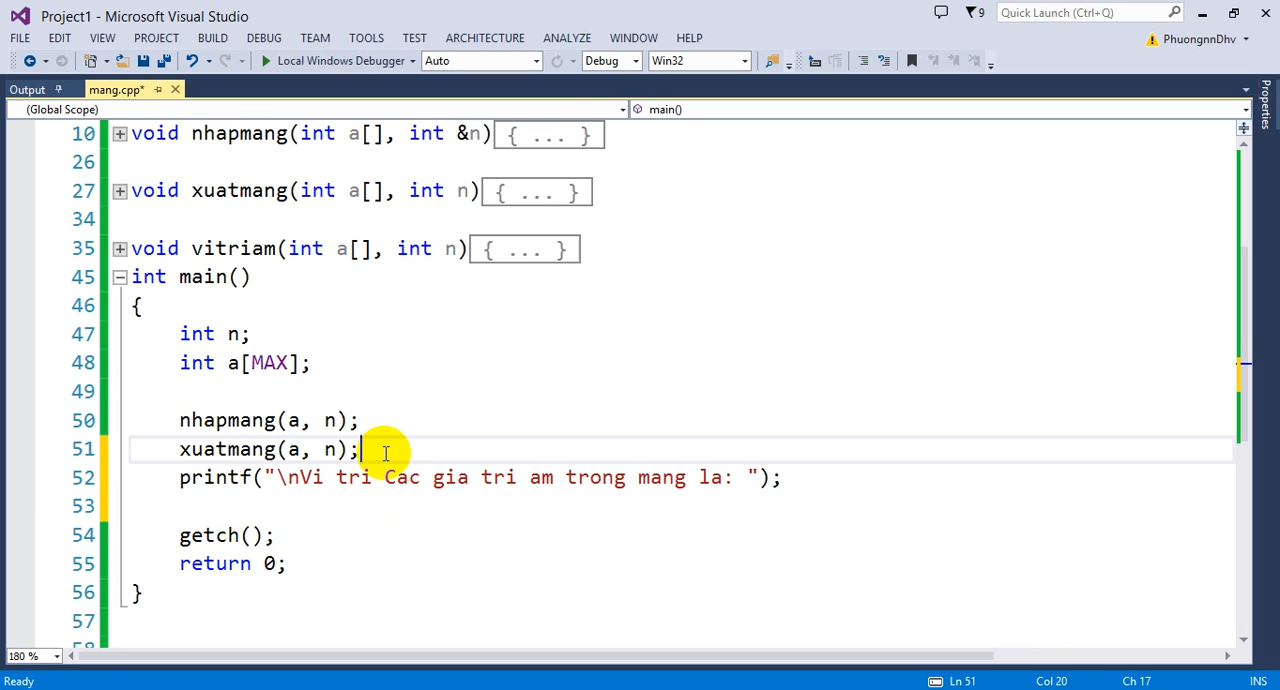 Project1 - Microsoft Visual Studio
9
Quick Launch (Ctrl+Q)
FILE EDIT VIEW PROJECT BUILD DEBUG TEAM TOOLS TEST ARCHITECTURE ANALYZE WINDOW HELP
PhuongnnDhv
Local Windows Debugger Auto Debug Win32
Output mang.cpp*
Properties
(Global Scope) main()
10 void nhapmang(int a[], int &n){ ... }
26
27 void xuatmang(int a[], int n){ ... }
34
35 void vitriam(int a[], int n){ ... }
45 int main()
46 {
47 int n;
48 int a[MAX];
49
50 nhapmang(a, n);
51 xuatmang(a, n);
52 printf("\nVi tri Cac gia tri am trong mang la: ");
53
54 getch();
55 return 0;
56 }
57
180 %
Ready Ln 51 Col 20 Ch 17 INS